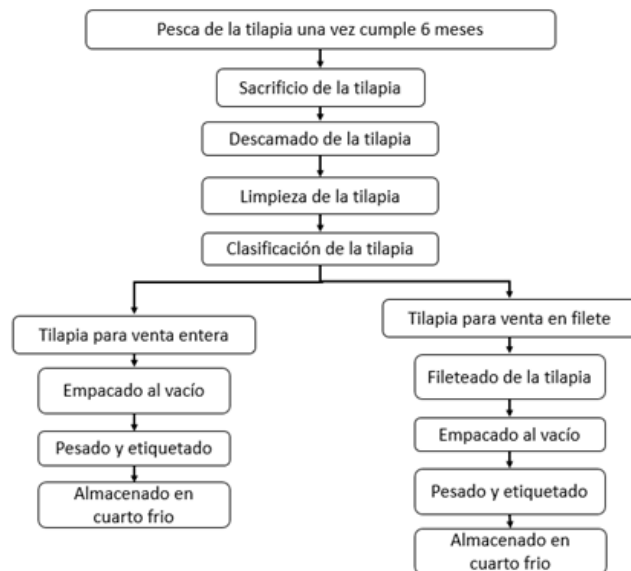 Pesca de la tilapia una vez cumple 6 meses
Sacrificio de la tilapia
Descamado de la tilapia
Limpieza de la tilapia
Clasificación de la tilapia
Tilapia para venta entera
Empacado al vacío
Pesado y etiquetado
Almacenado en
cuarto frio
Tilapia para venta en filete
Fileteado de la tilapia
Empacado al vacío
Pesado y etiquetado
Almacenado en
cuarto frio